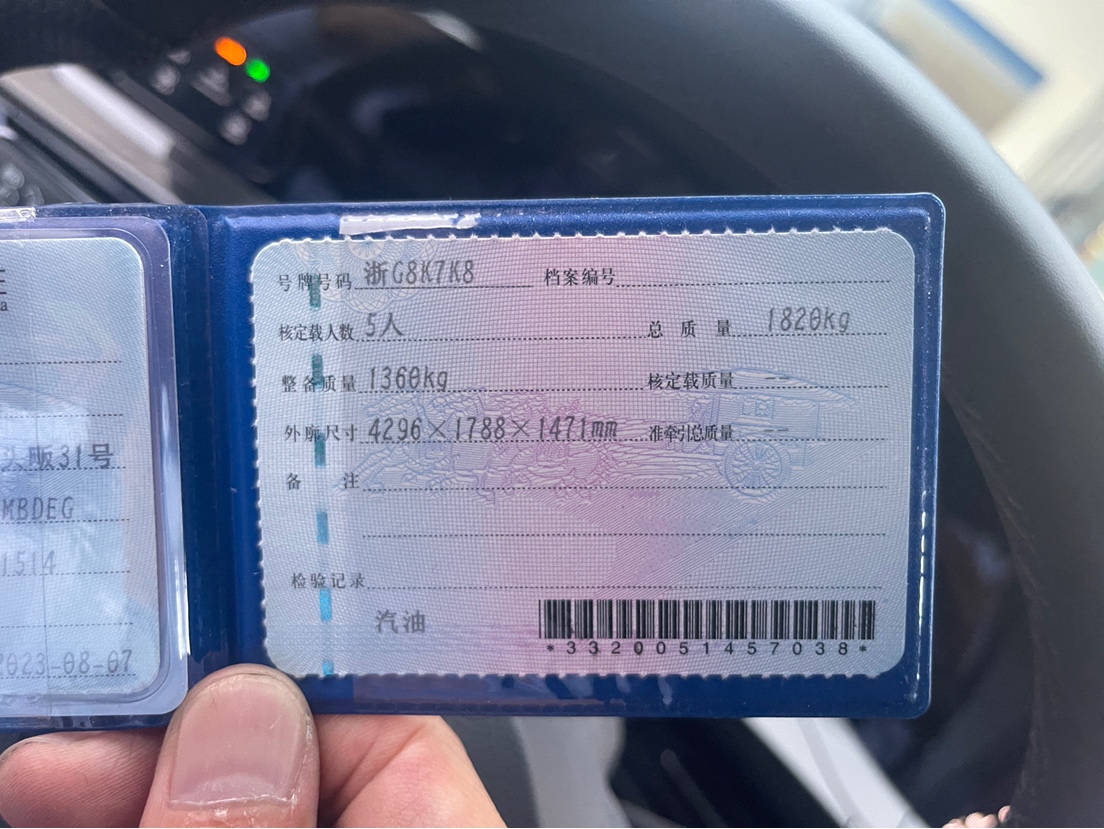 a
头畈31号
MBDEG
1514
2023-08-07
号牌号码 浙G8K7K8 档案编号
核定载人数 5人 总质量 1820kg
整备质量 1360kg 核定载质量 --
外廓尺寸 4296×1788×1471mm 准牵引总质量 --
备注
检验记录
汽油
*3320051457038*